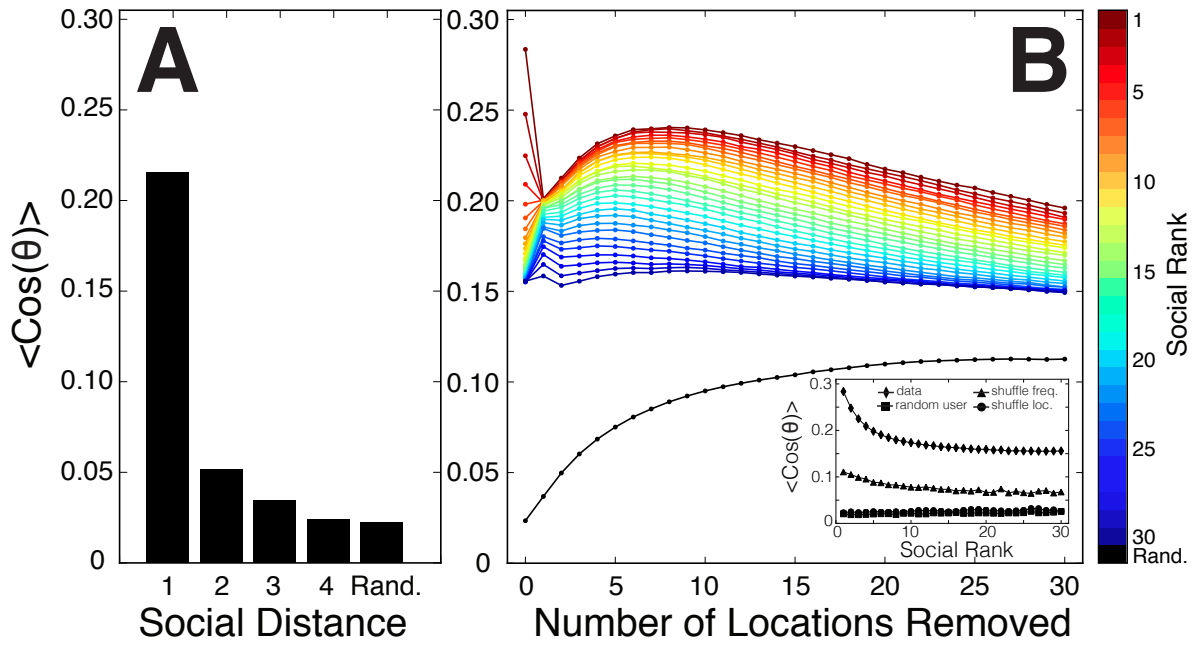 A
<Cos(θ)>
0.30
0.25
0.20
0.15
0.10
0.05
0
1 2 3 4 Rand.
Social Distance
B
0.30
0.25
0.20
0.15
0.10
0.05
0
0 5 10 15 20 25 30
Number of Locations Removed
<Cos(θ)>
0.3
0.2
0.1
0
data
random user
shuffle freq.
shuffle loc.
0 10 20 30
Social Rank
1
5
10
15
20
25
30
Rand.
Social Rank